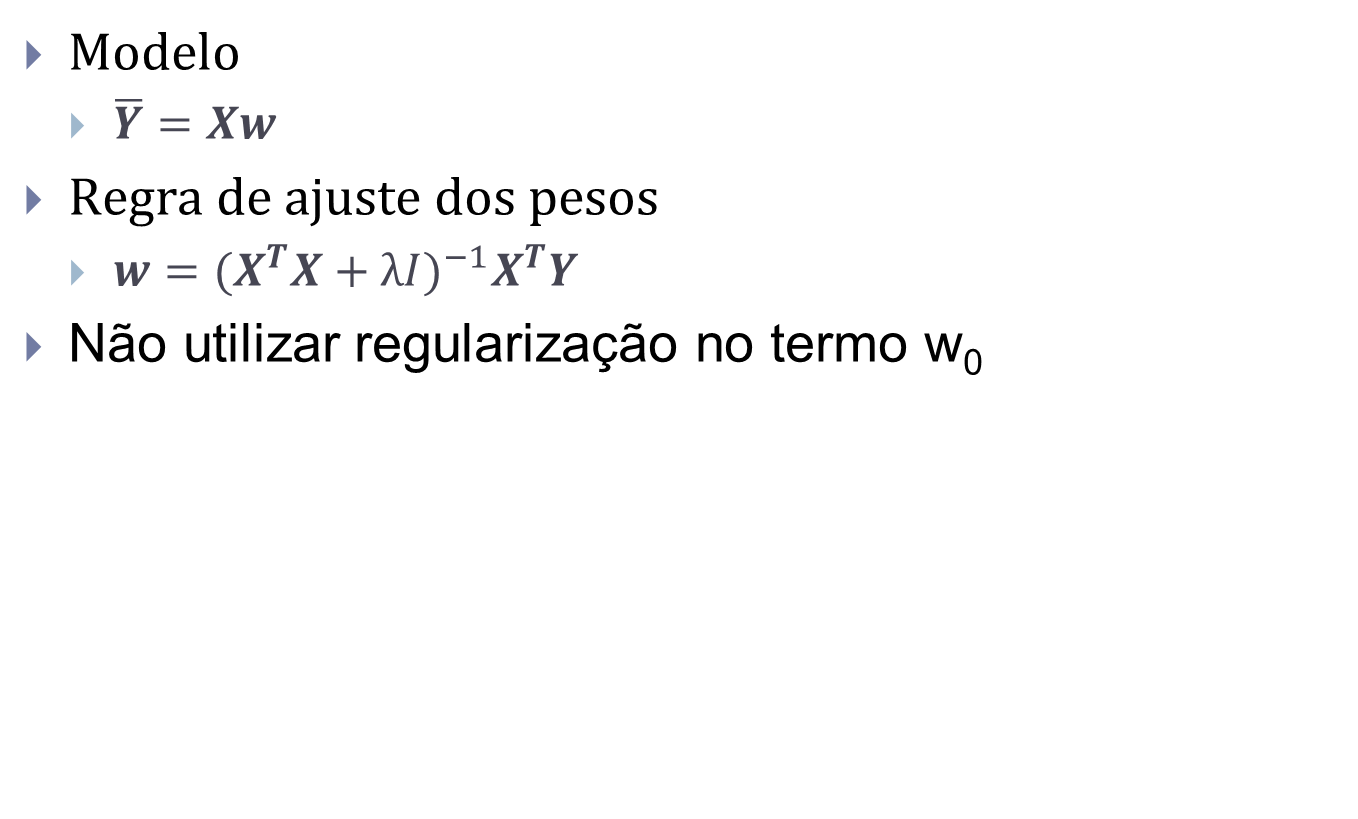 Modelo
Y̅ = Xw
Regra de ajuste dos pesos
w = (XᵀX + λI)⁻¹XᵀY
Não utilizar regularização no termo w₀